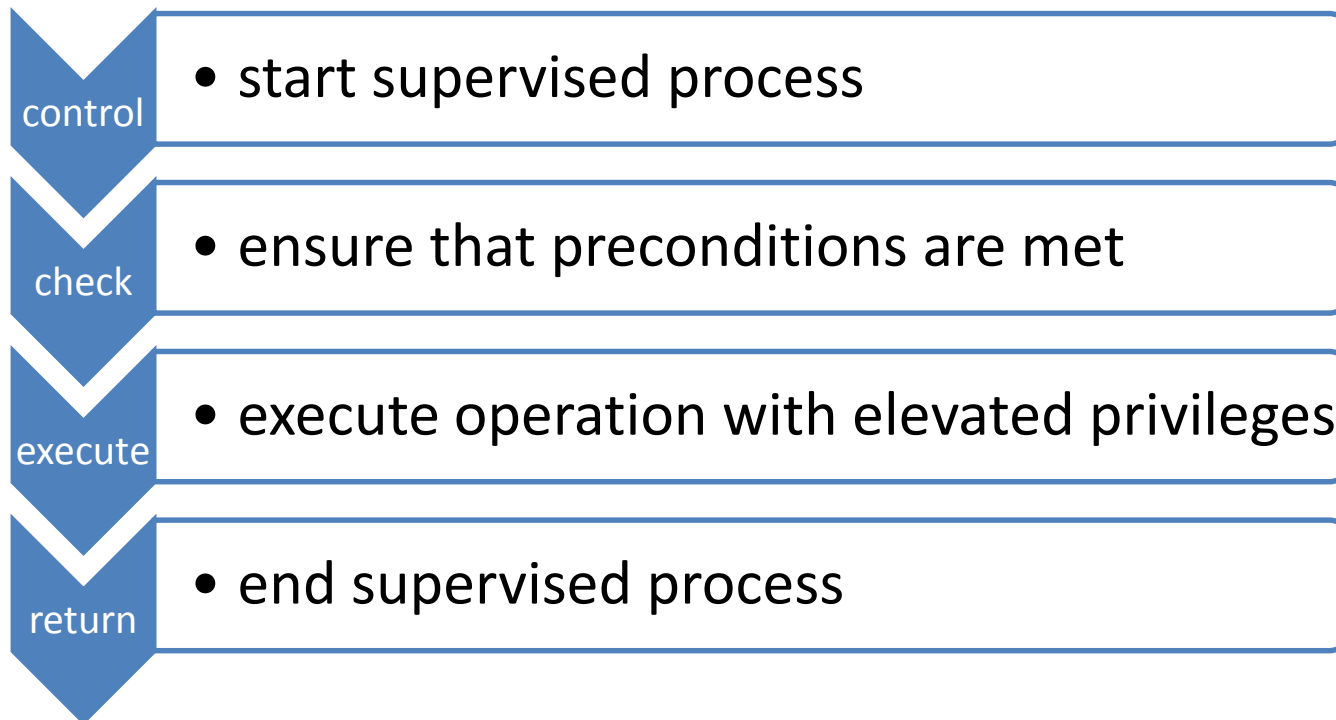 control
• start supervised process
check
• ensure that preconditions are met
execute
• execute operation with elevated privileges
return
• end supervised process